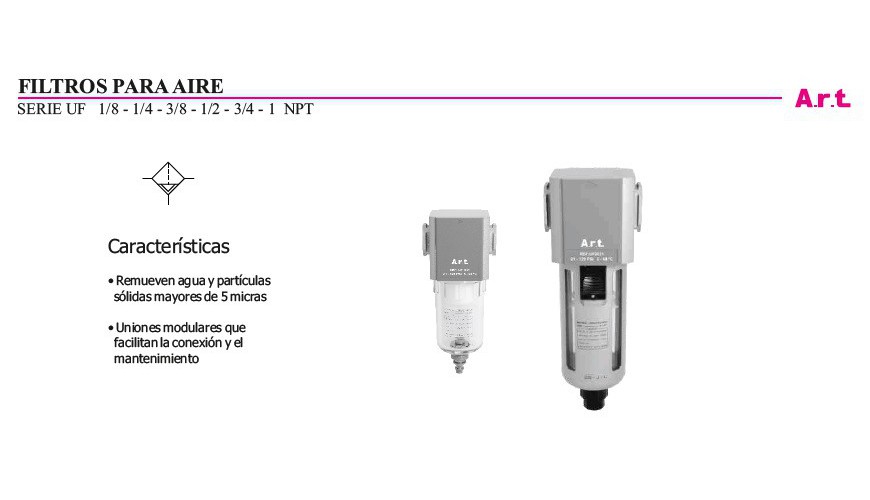 FILTROS PARA AIRE
SERIE UF 1/8 - 1/4 - 3/8 - 1/2 - 3/4 - 1 NPT
A.r.t.
Características
• Remueven agua y partículas
sólidas mayores de 5 micras
• Uniones modulares que
facilitan la conexión y el
mantenimiento
A.r.t.
A.r.t.